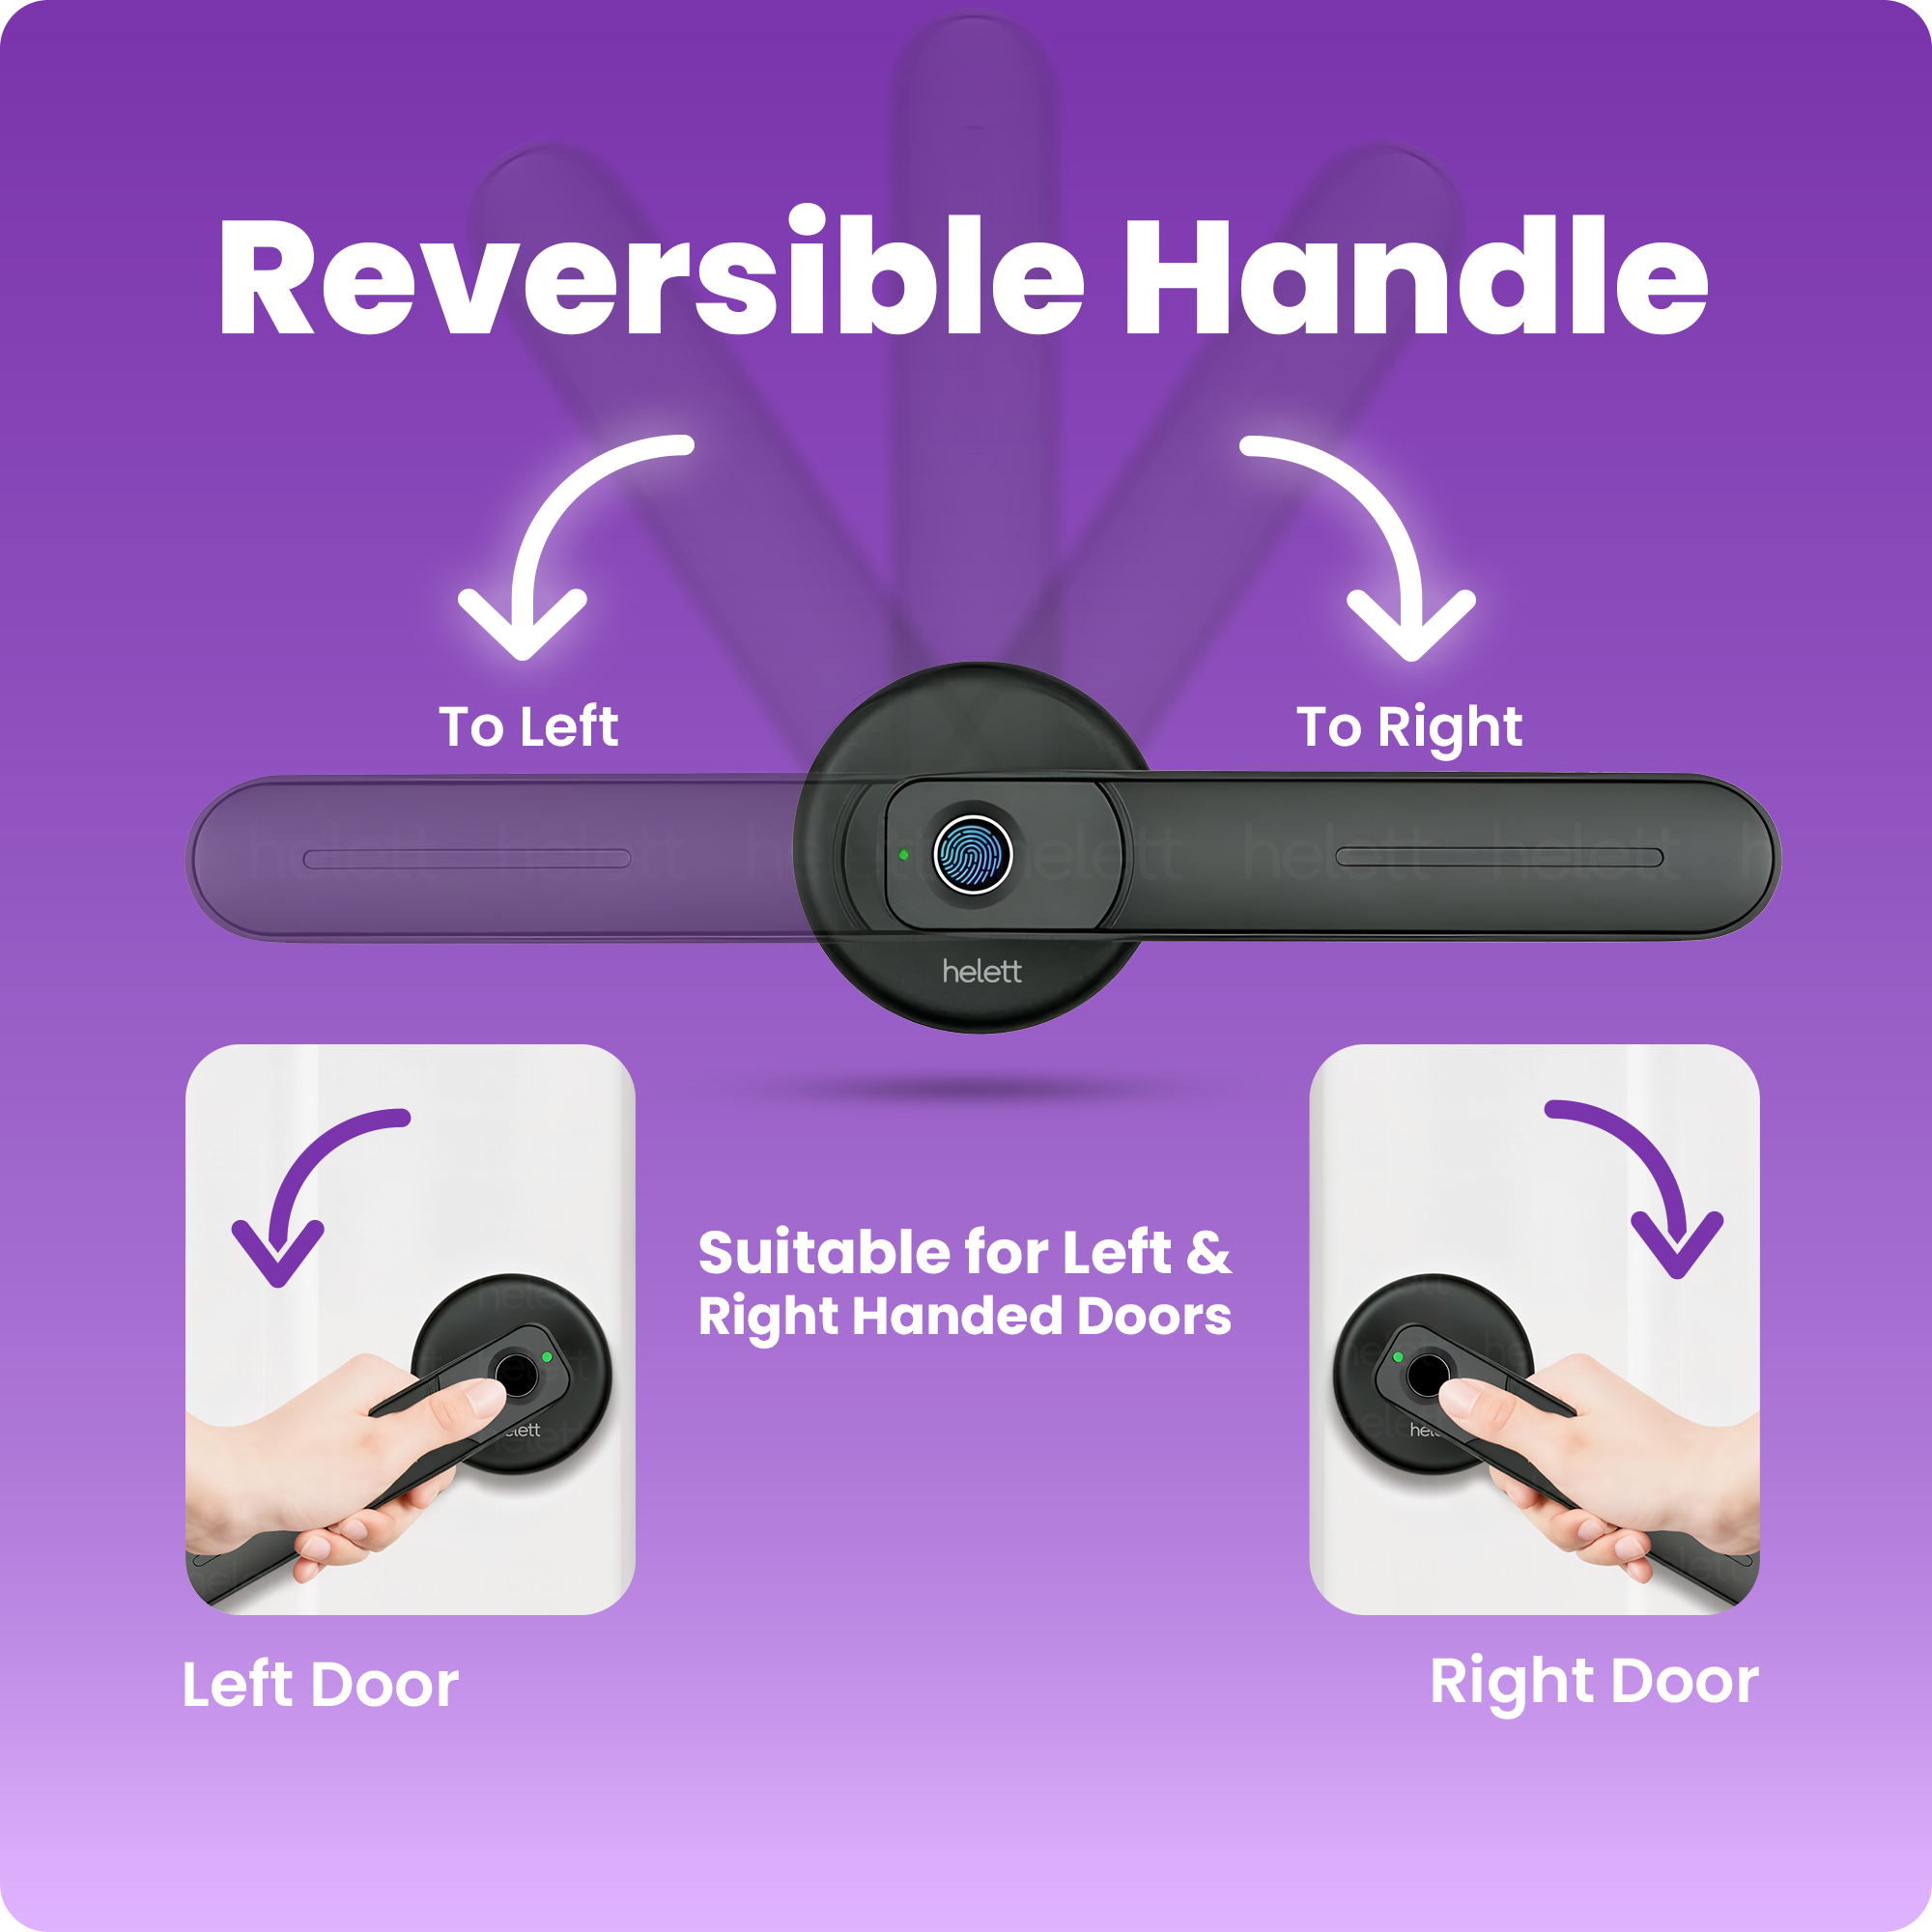 Reversible Handle
To Left
To Right
helett
Suitable for Left &
Right Handed Doors
Left Door
Right Door